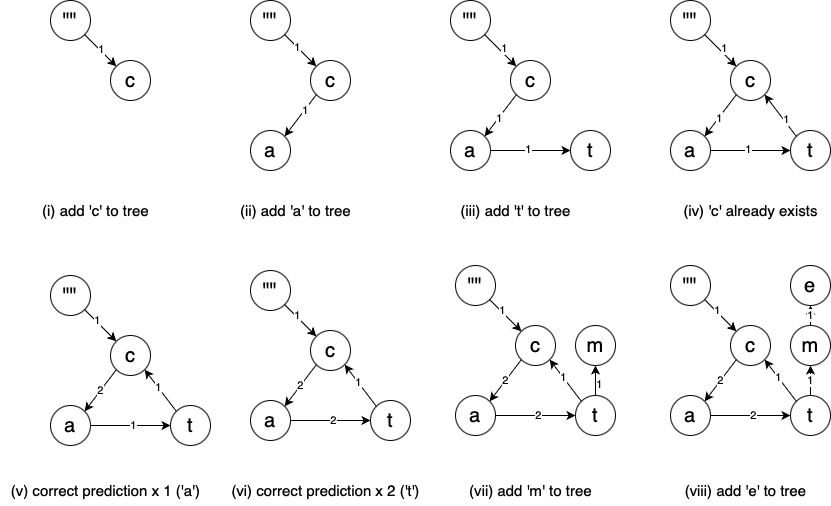 ""
1
c
(i) add 'c' to tree
""
1
c
1
a
(ii) add 'a' to tree
""
1
c
1
a
1
t
(iii) add 't' to tree
""
1
c
1
1
a
1
t
(iv) 'c' already exists
""
1
c
2
1
a
1
t
(v) correct prediction x 1 ('a')
""
1
c
2
1
a
2
t
(vi) correct prediction x 2 ('t')
""
1
c
m
2
1
1
a
2
t
(vii) add 'm' to tree
""
e
1
1
c
m
2
1
1
a
2
t
(viii) add 'e' to tree